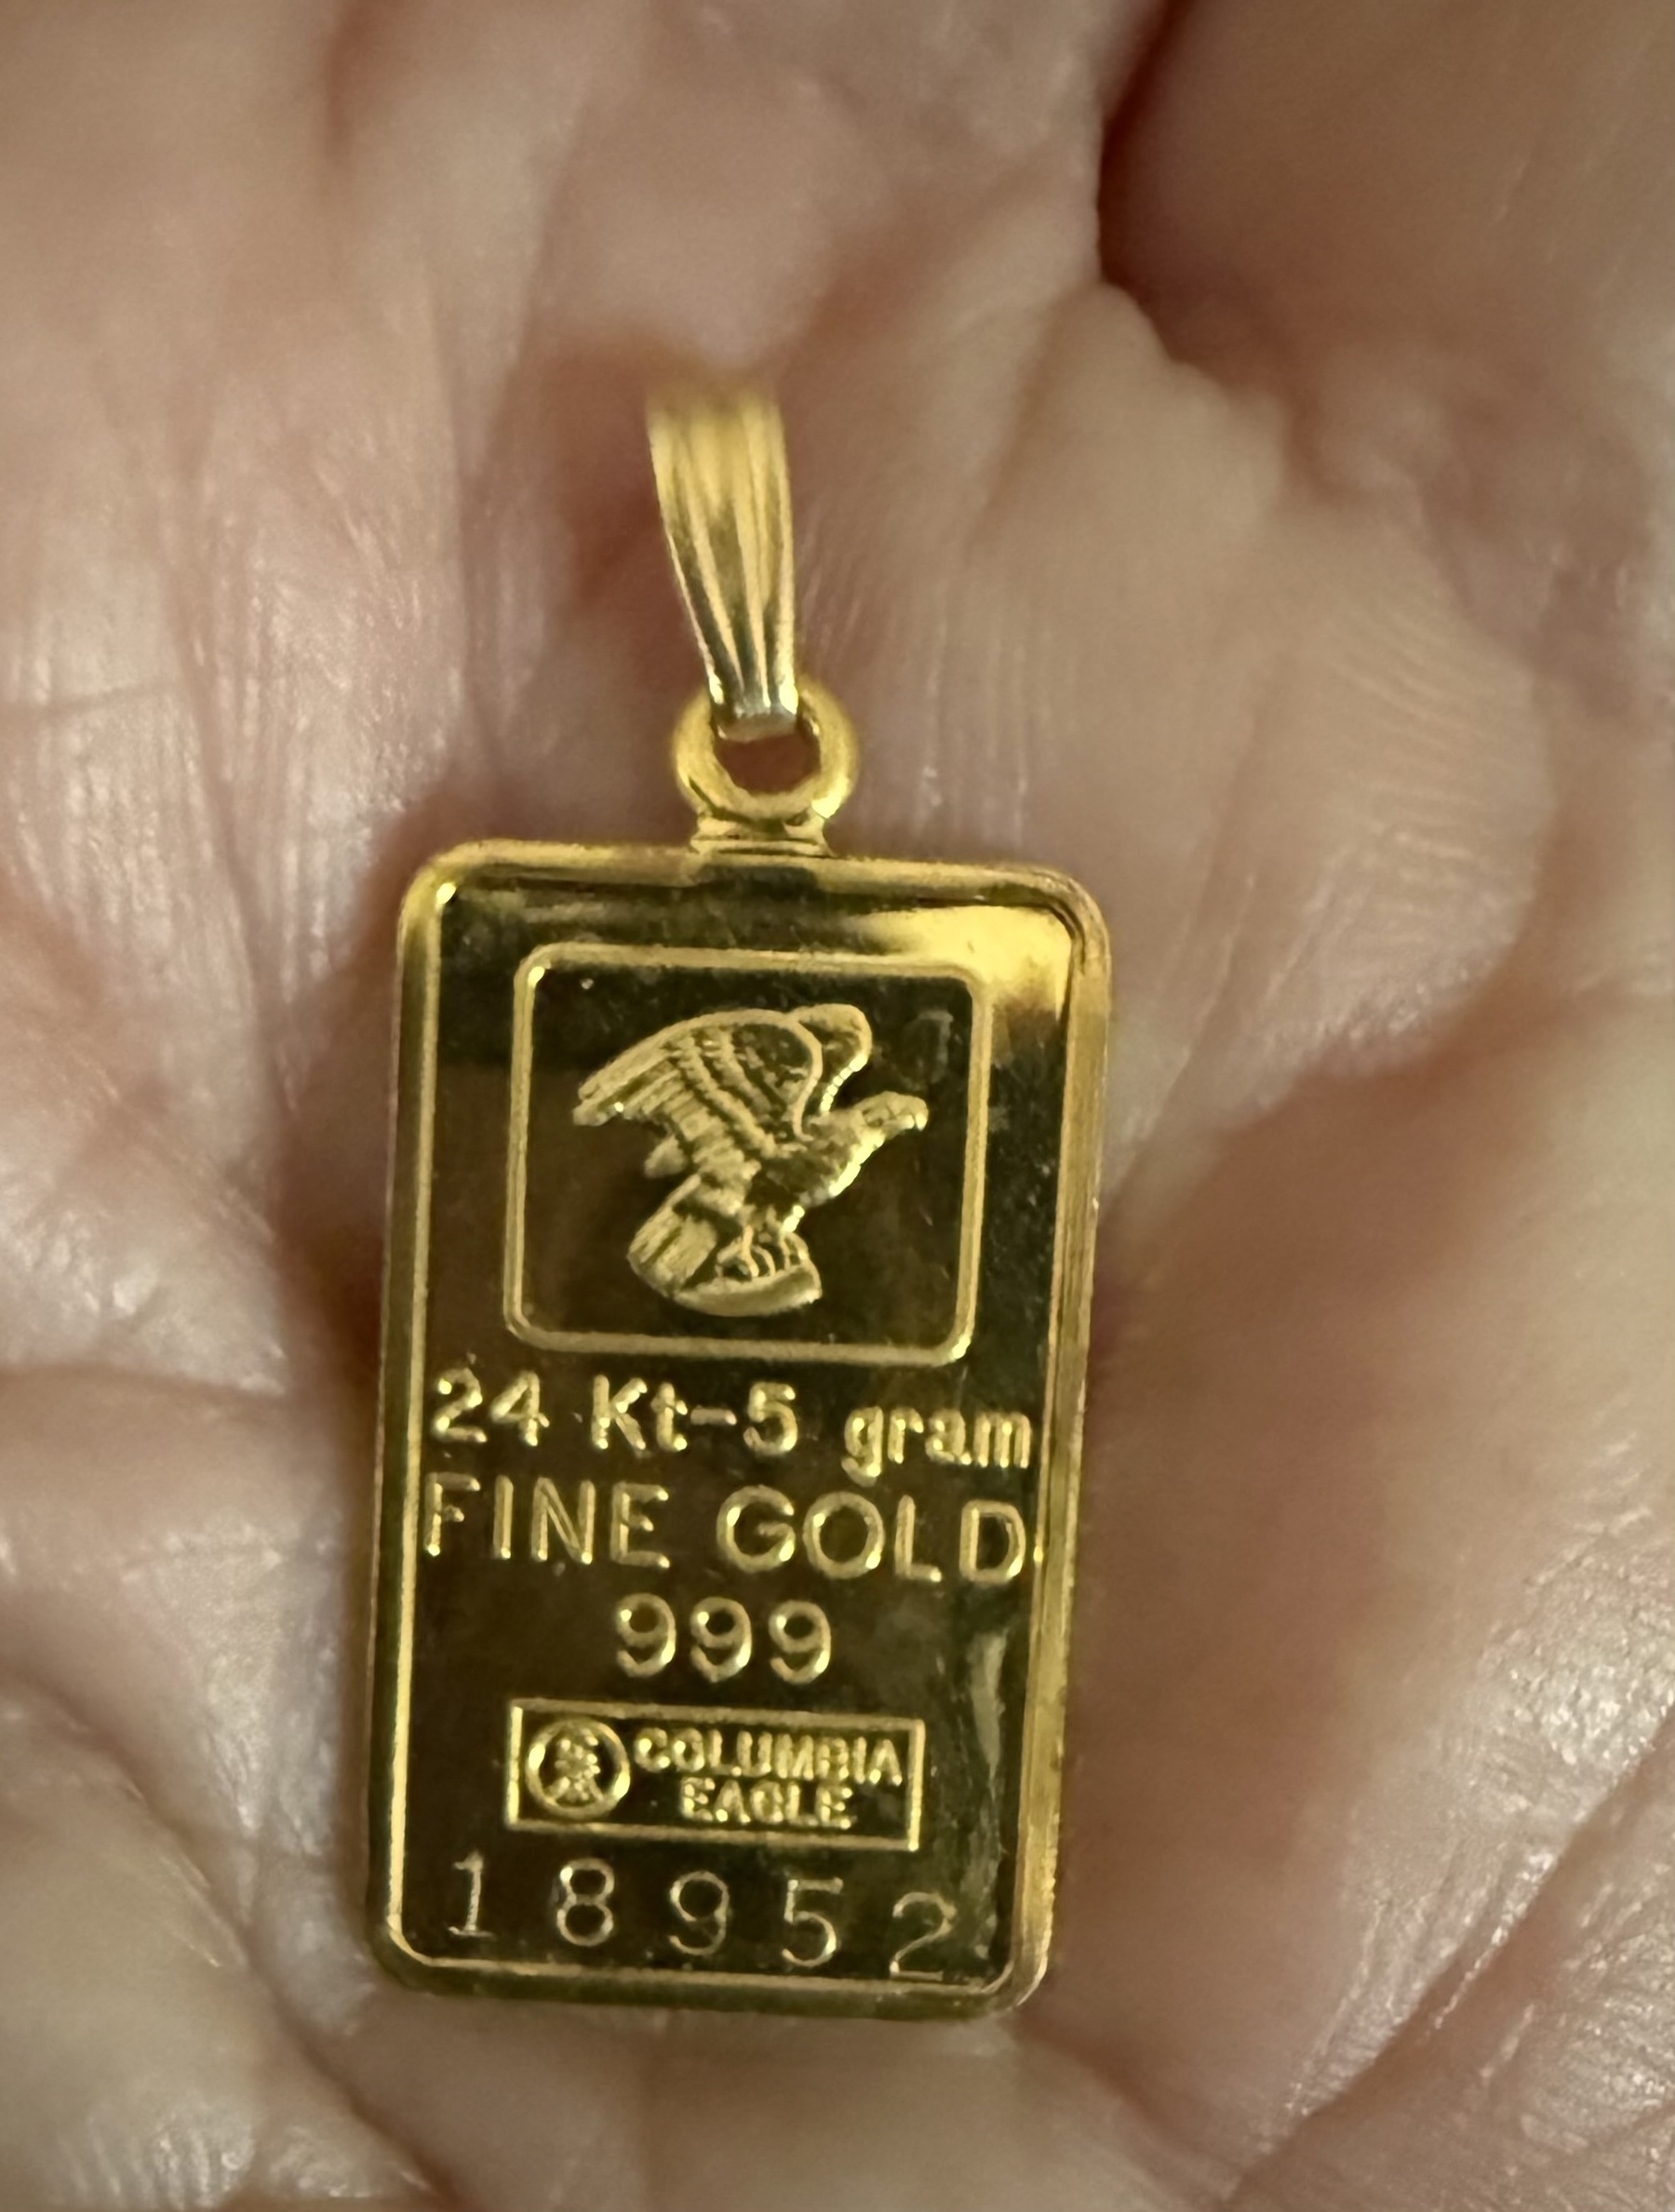 24 Kt-5 gram
FINE GOLD
999
COLUMBIA
EAGLE
18952